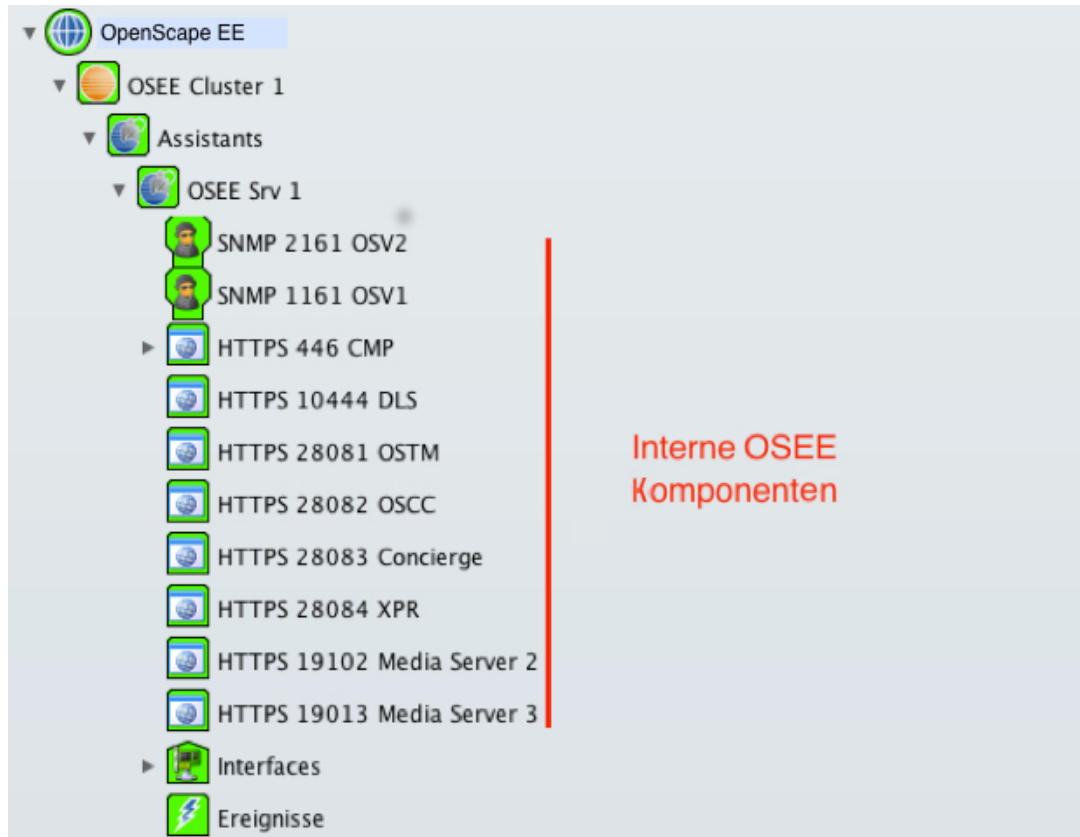 OpenScape EE
OSEE Cluster 1
Assistants
OSEE Srv 1
SNMP 2161 OSV2
SNMP 1161 OSV1
HTTPS 446 CMP
HTTPS 10444 DLS
HTTPS 28081 OSTM
HTTPS 28082 OSCC
HTTPS 28083 Concierge
HTTPS 28084 XPR
HTTPS 19102 Media Server 2
HTTPS 19013 Media Server 3
Interfaces
Ereignisse
Interne OSEE
Komponenten